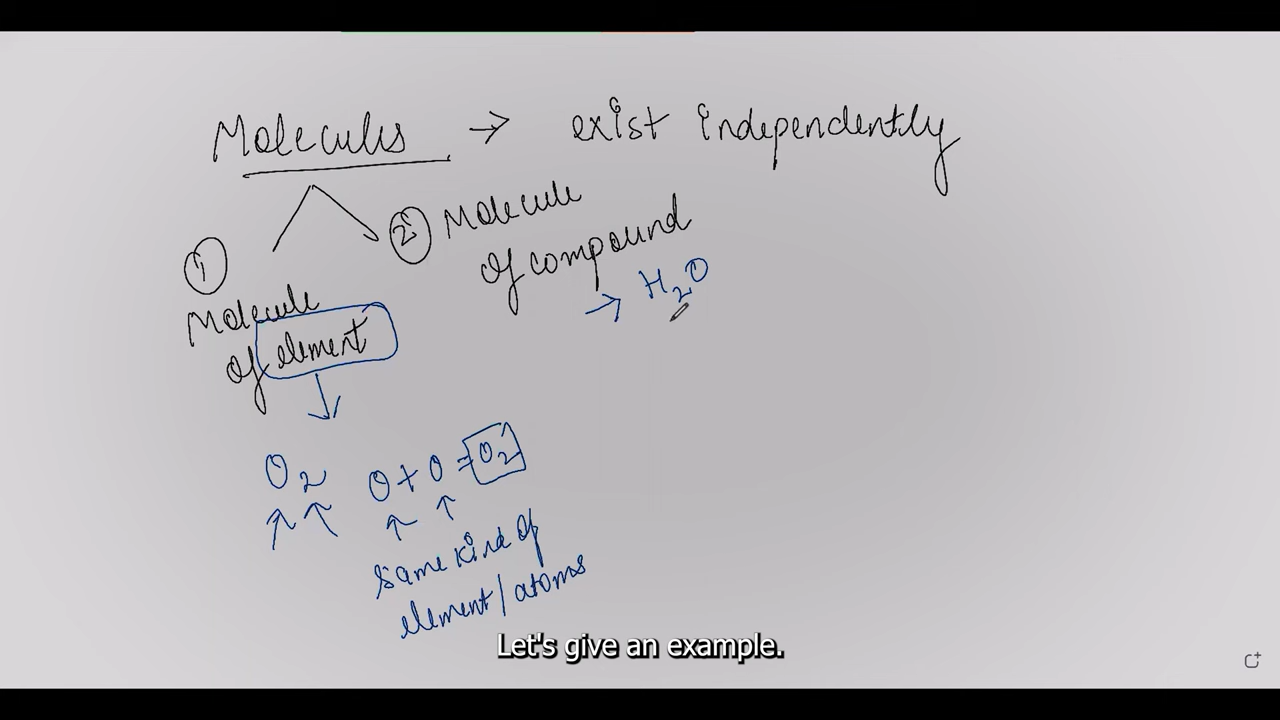 Molecules → exist independently
① Molecule
of element
② Molecule
of compound
→ H₂O
O₂
O + O = O₂
same kind of
element/atoms
Let's give an example.